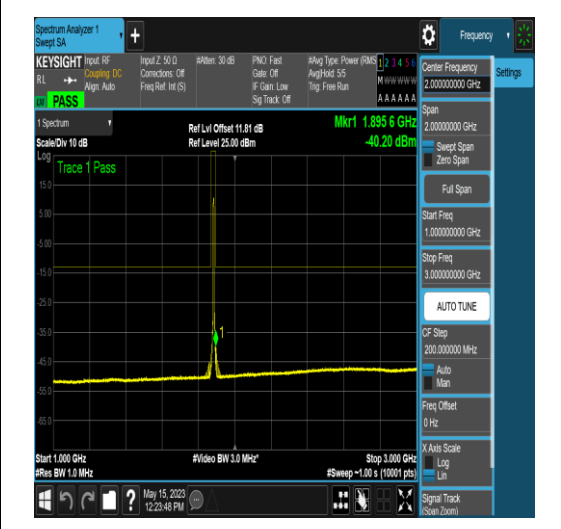 Spectrum Analyzer 1
Swept SA
Frequency
KEYSIGHT
RL
PASS
Input: RF
Coupling: DC
Align: Auto
Input Z: 50 Ω
Corrections: Off
Freq Ref: Int (S)
#Atten: 30 dB
PNO: Fast
Gate: Off
IF Gain: Low
Sig Track: Off
#Avg Type: Power (RMS
Avg|Hold: 5/5
Trig: Free Run
1 2 3 4 5 6
M W W W W W
A A A A A A
1 Spectrum
Scale/Div 10 dB
Ref Lvl Offset 11.81 dB
Ref Level 25.00 dBm
Mkr1 1.895 6 GHz
-40.20 dBm
Log
Trace 1 Pass
15.0
5.00
-5.00
-15.0
-25.0
-35.0
-45.0
-55.0
-65.0
1
Start 1.000 GHz
#Res BW 1.0 MHz
#Video BW 3.0 MHz*
Stop 3.000 GHz
#Sweep ~1.00 s (10001 pts)
Center Frequency
2.000000000 GHz
Settings
Span
2.00000000 GHz
Swept Span
Zero Span
Full Span
Start Freq
1.000000000 GHz
Stop Freq
3.000000000 GHz
AUTO TUNE
CF Step
200.000000 MHz
Auto
Man
Freq Offset
0 Hz
X Axis Scale
Log
Lin
Signal Track
(Span Zoom)
?
May 15, 2023
12:23:48 PM